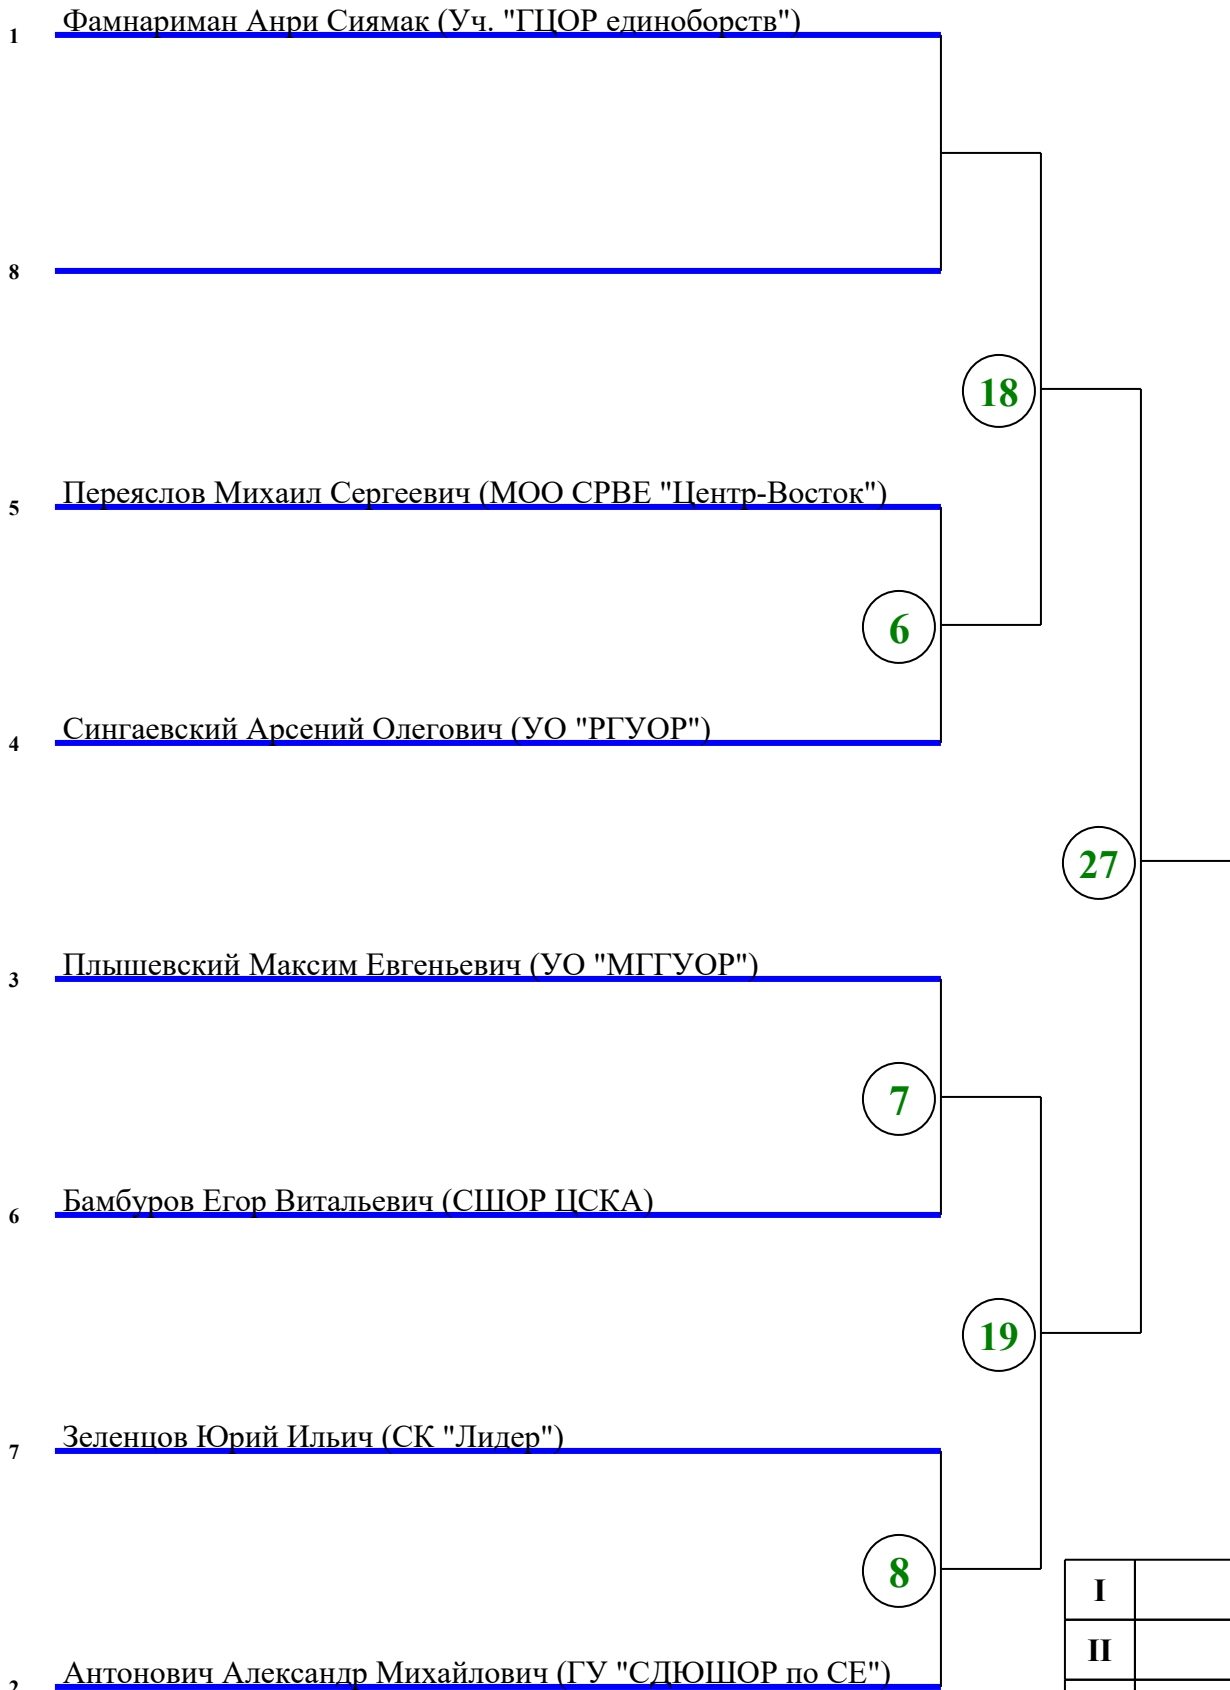 1 Фамнариман Анри Сиямак (Уч. "ГЦОР единоборств")
8
18
5 Переяслов Михаил Сергеевич (МОО СРВЕ "Центр-Восток")
6
4 Сингаевский Арсений Олегович (УО "РГУОР")
27
3 Плышевский Максим Евгеньевич (УО "МГГУОР")
7
6 Бамбуров Егор Витальевич (СШОР ЦСКА)
19
7 Зеленцов Юрий Ильич (СК "Лидер")
8
I
II
2 Антонович Александр Михайлович (ГУ "СДЮШОР по СЕ")